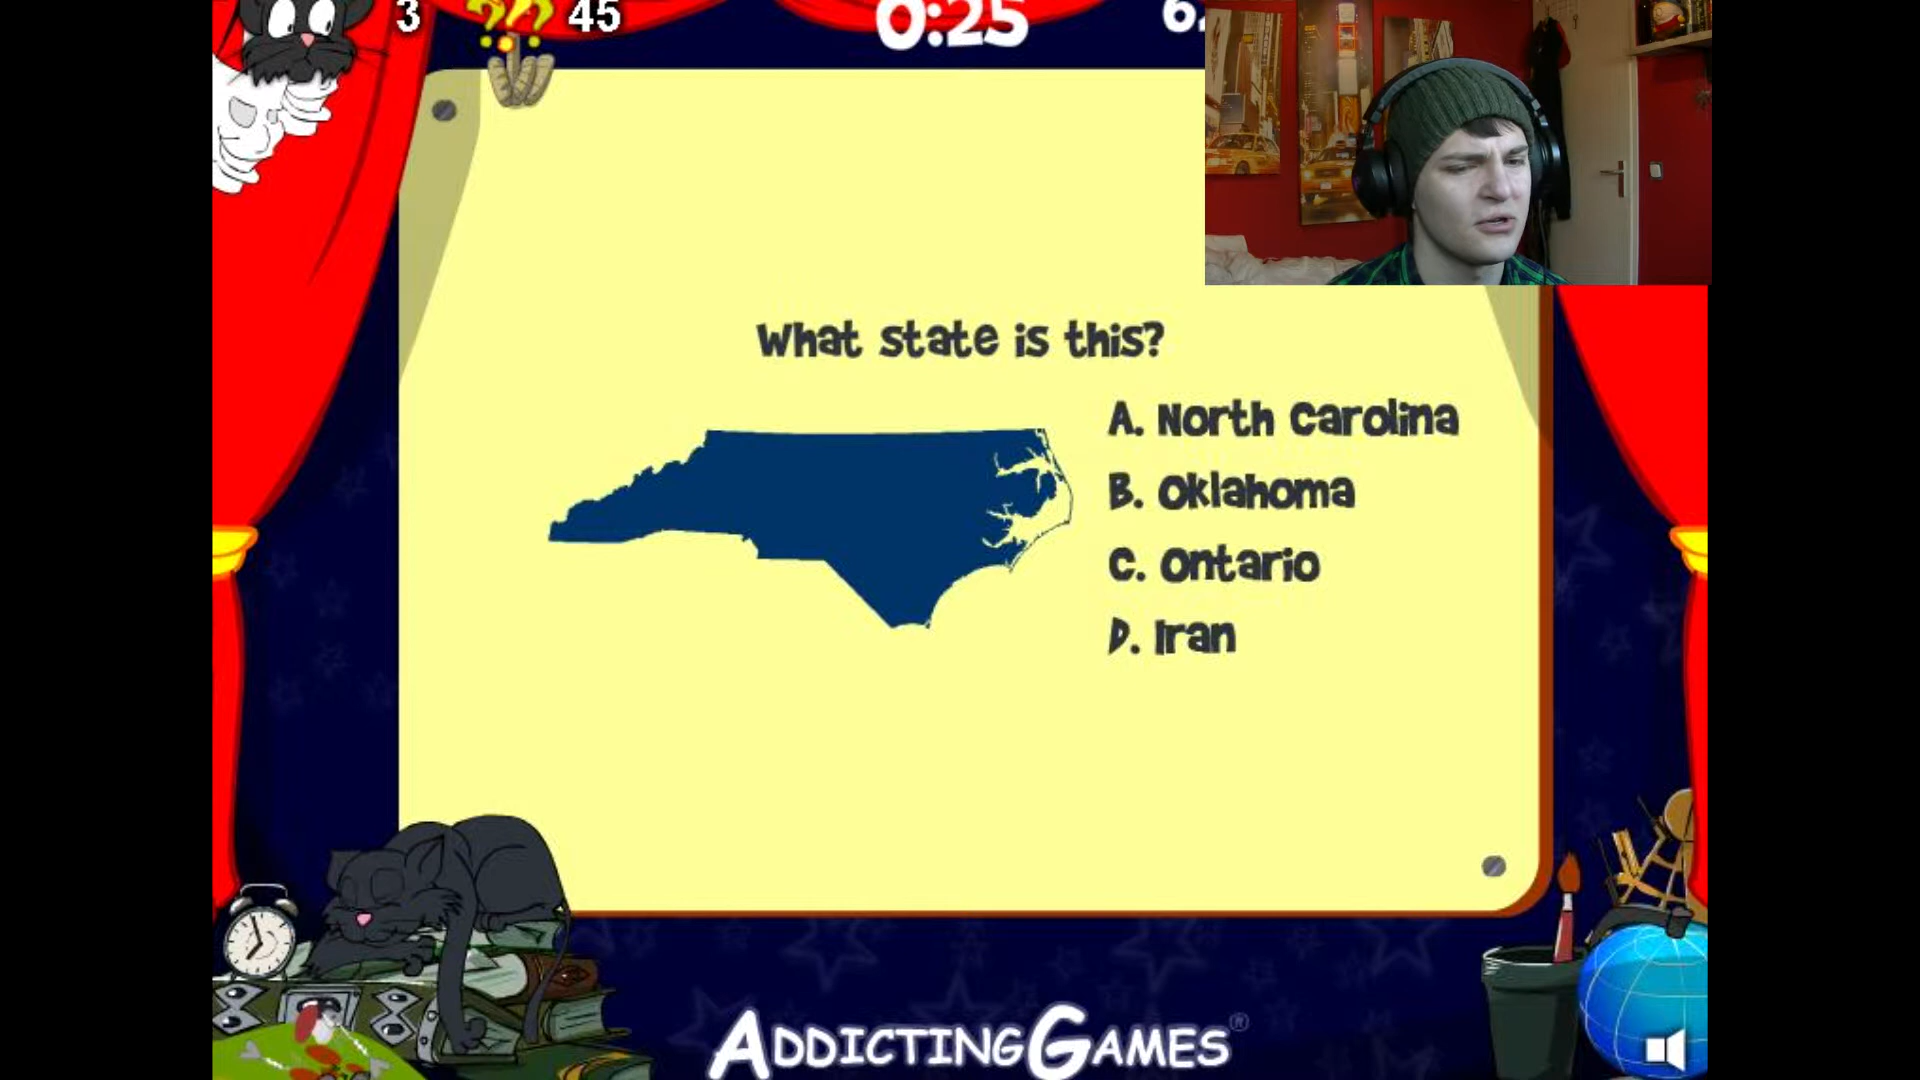 3
45
0:25
What state is this?
A. North Carolina
B. Oklahoma
C. Ontario
D. Iran
ADDICTINGGAMES®